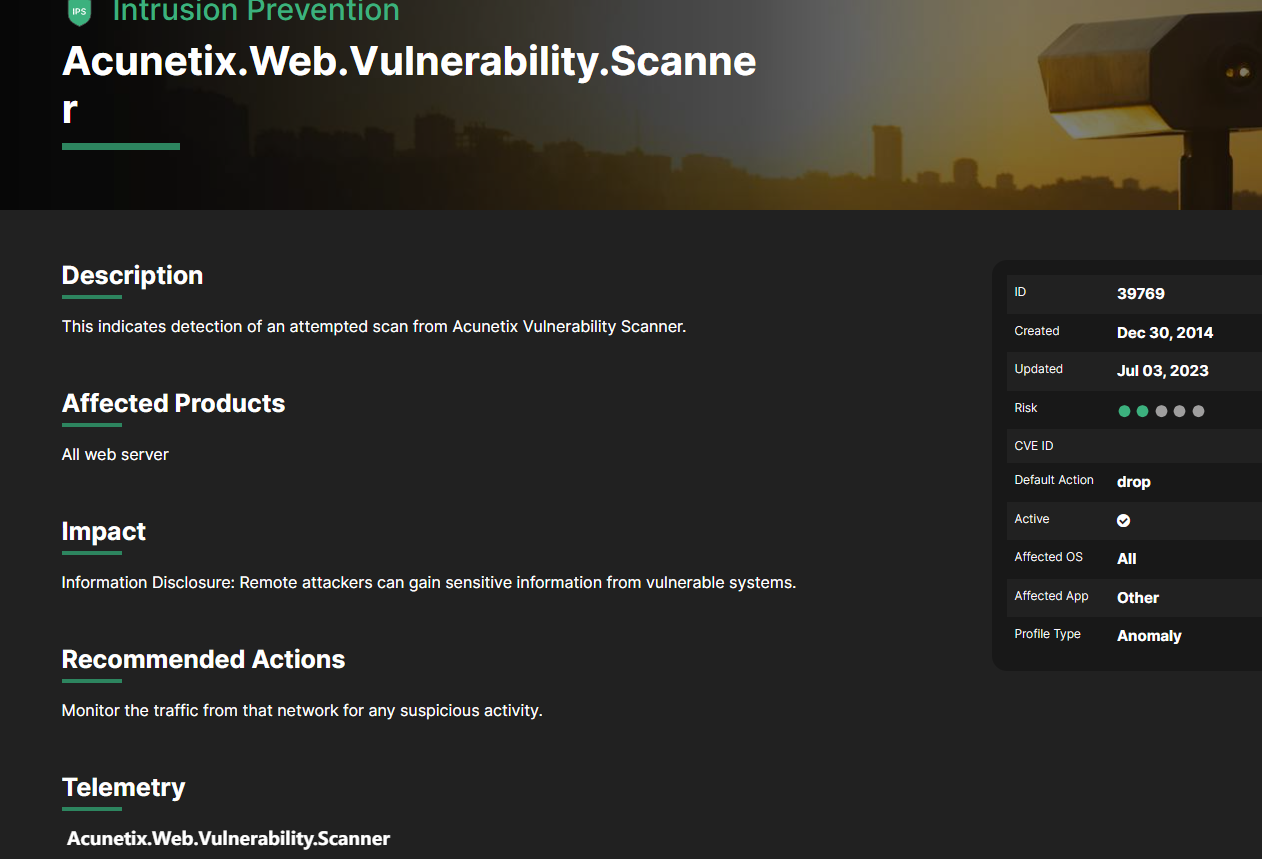 IPS
Intrusion Prevention
Acunetix.Web.Vulnerability.Scanne
r
Description
This indicates detection of an attempted scan from Acunetix Vulnerability Scanner.
Affected Products
All web server
Impact
Information Disclosure: Remote attackers can gain sensitive information from vulnerable systems.
Recommended Actions
Monitor the traffic from that network for any suspicious activity.
Telemetry
Acunetix.Web.Vulnerability.Scanner
ID 39769
Created Dec 30, 2014
Updated Jul 03, 2023
Risk
CVE ID
Default Action drop
Active
Affected OS All
Affected App Other
Profile Type Anomaly